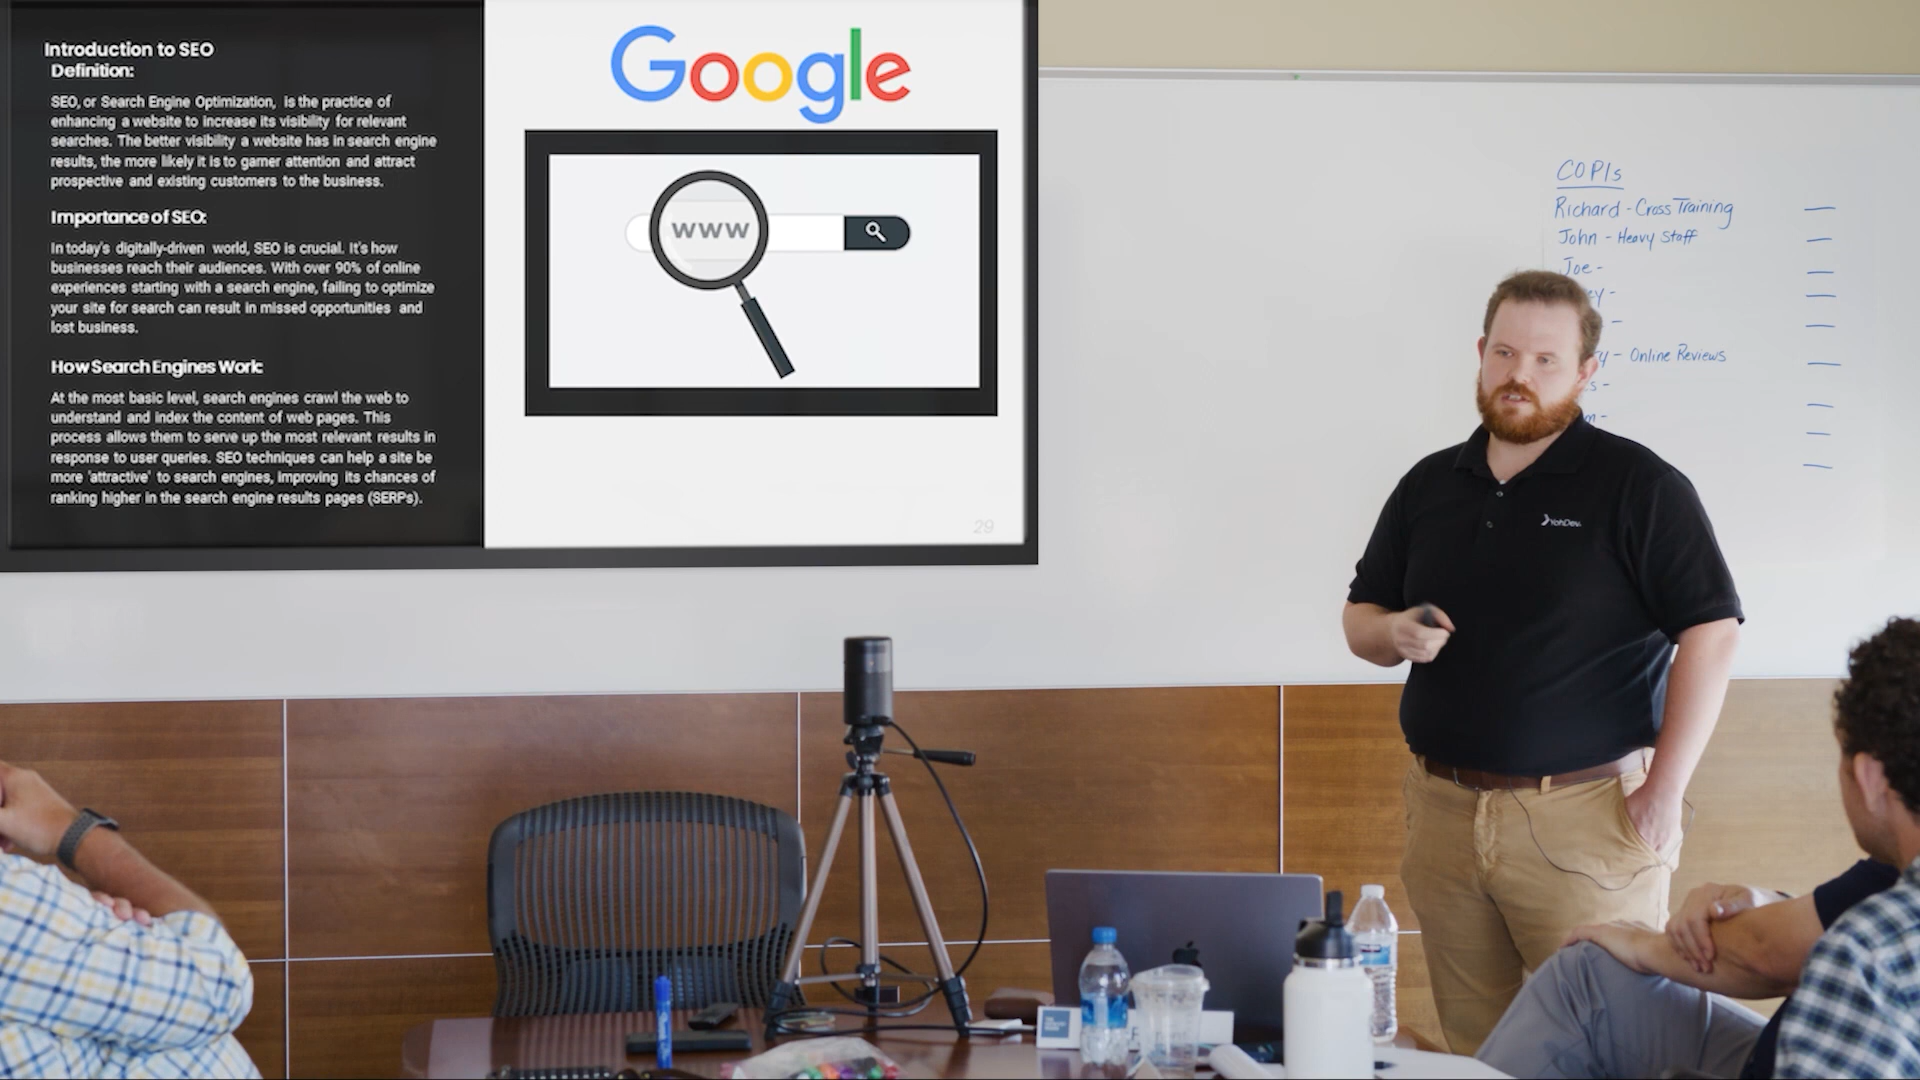 Introduction to SEO
Definition:
SEO, or Search Engine Optimization, is the practice of
enhancing a website to increase its visibility for relevant
searches. The better visibility a website has in search engine
results, the more likely it is to garner attention and attract
prospective and existing customers to the business.
Importance of SEO:
In today's digitally-driven world, SEO is crucial. It's how
businesses reach their audiences. With over 90% of online
experiences starting with a search engine, failing to optimize
your site for search can result in missed opportunities and
lost business.
How Search Engines Work:
At the most basic level, search engines crawl the web to
understand and index the content of web pages. This
process allows them to serve up the most relevant results in
response to user queries. SEO techniques can help a site be
more 'attractive' to search engines, improving its chances of
ranking higher in the search engine results pages (SERPs).
Google
www
29
COPIs
Richard - Cross Training
John - Heavy Staff
Joe -
ey -
-
ty - Online Reviews
s -
m -
YohDev